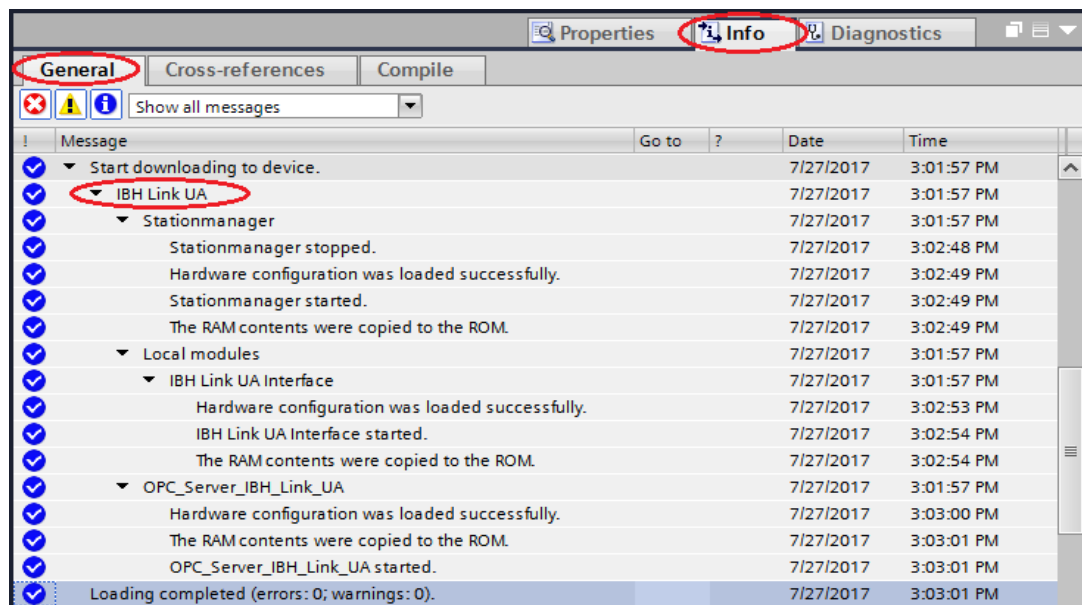 Properties Info Diagnostics
General Cross-references Compile
Show all messages
! Message Go to ? Date Time
Start downloading to device. 7/27/2017 3:01:57 PM
IBH Link UA 7/27/2017 3:01:57 PM
Stationmanager 7/27/2017 3:01:57 PM
Stationmanager stopped. 7/27/2017 3:02:48 PM
Hardware configuration was loaded successfully. 7/27/2017 3:02:49 PM
Stationmanager started. 7/27/2017 3:02:49 PM
The RAM contents were copied to the ROM. 7/27/2017 3:02:49 PM
Local modules 7/27/2017 3:01:57 PM
IBH Link UA Interface 7/27/2017 3:01:57 PM
Hardware configuration was loaded successfully. 7/27/2017 3:02:53 PM
IBH Link UA Interface started. 7/27/2017 3:02:54 PM
The RAM contents were copied to the ROM. 7/27/2017 3:02:54 PM
OPC_Server_IBH_Link_UA 7/27/2017 3:01:57 PM
Hardware configuration was loaded successfully. 7/27/2017 3:03:00 PM
The RAM contents were copied to the ROM. 7/27/2017 3:03:01 PM
OPC_Server_IBH_Link_UA started. 7/27/2017 3:03:01 PM
Loading completed (errors: 0; warnings: 0). 7/27/2017 3:03:01 PM